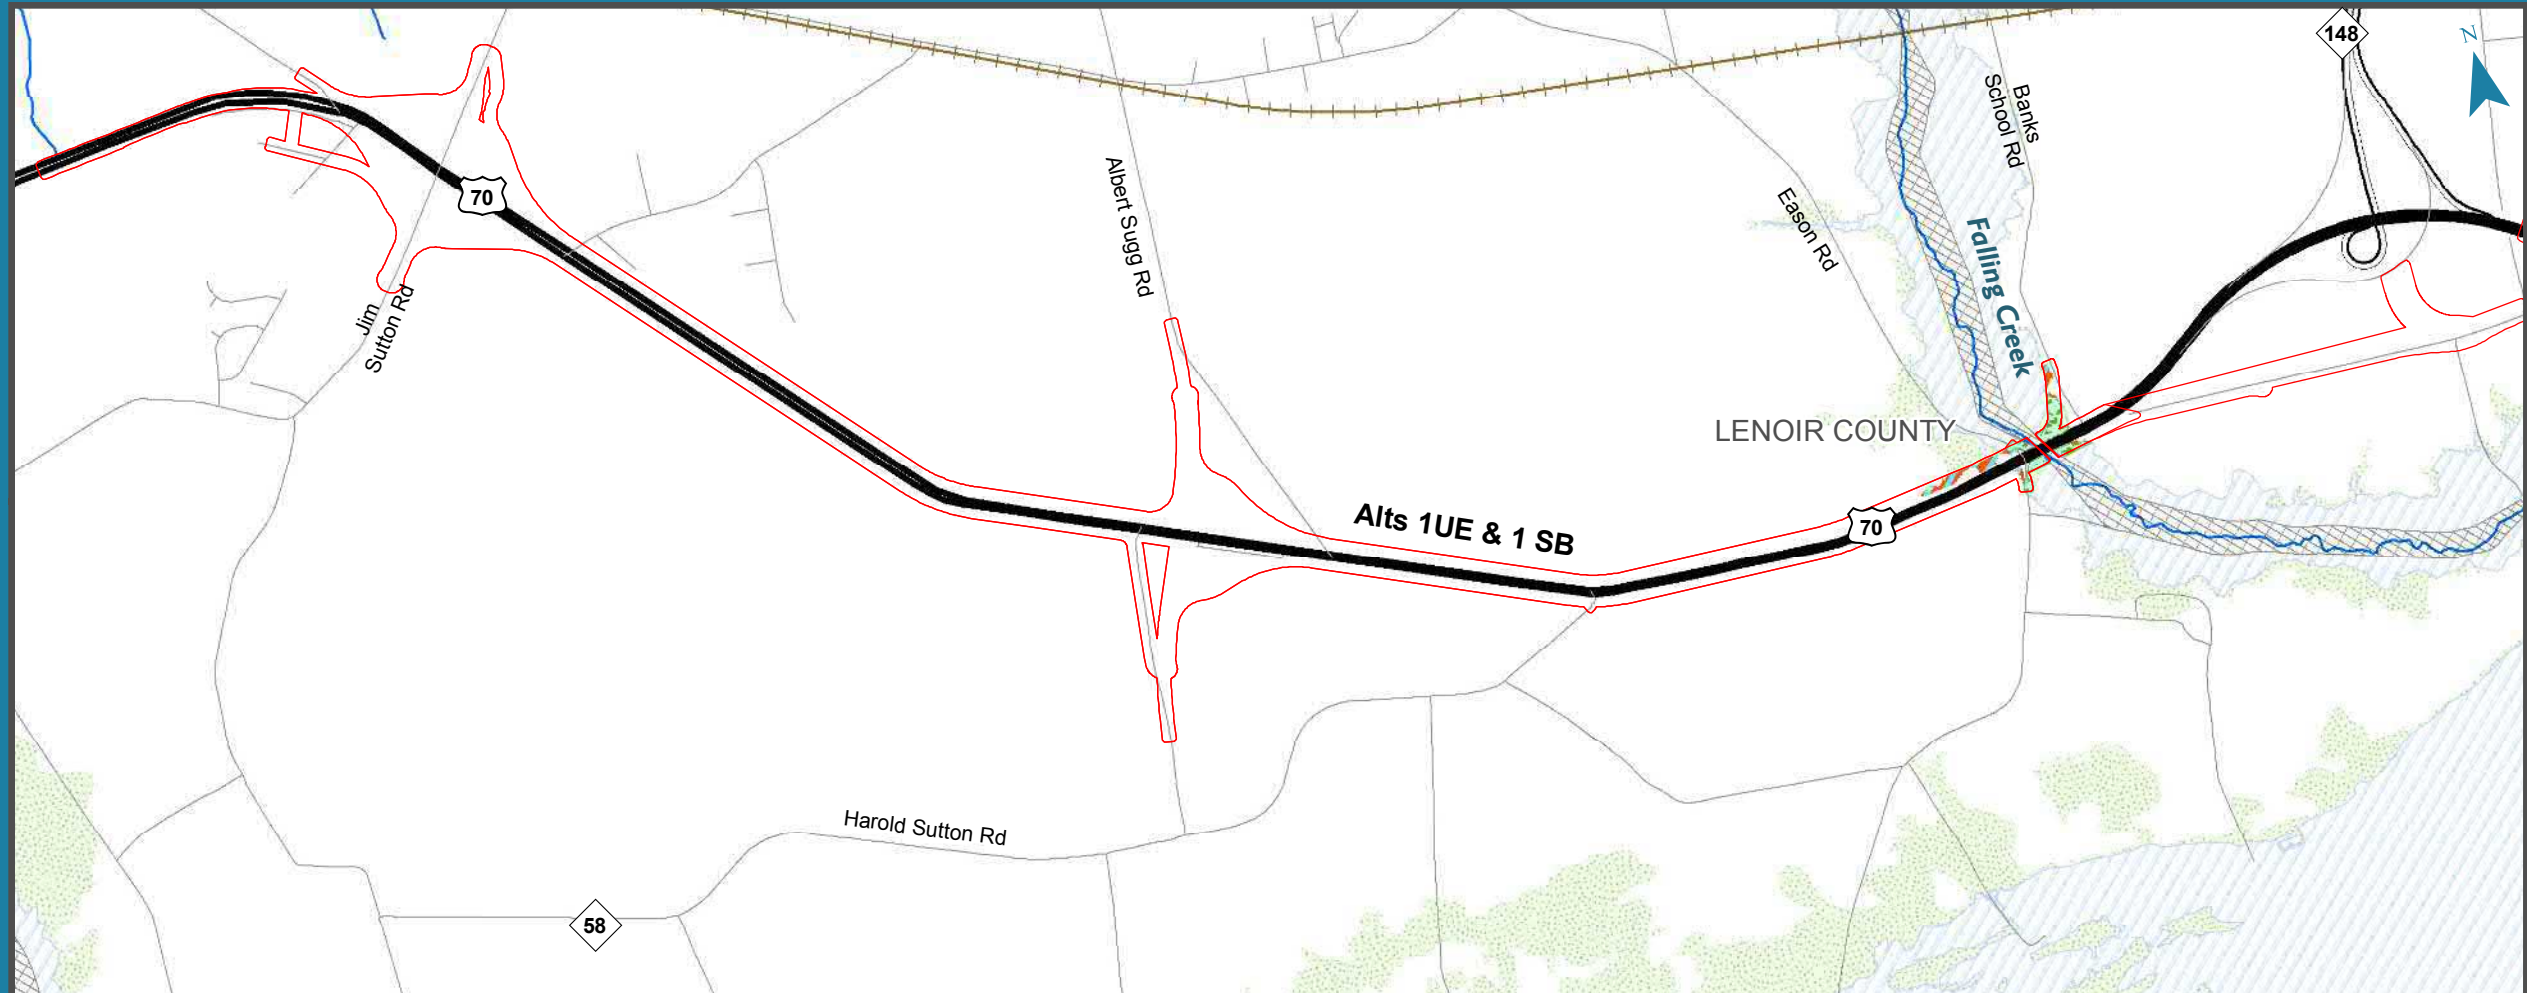 148
N
Banks
School Rd
70
Albert Sugg Rd
Eason Rd
Falling Creek
Jim
Sutton Rd
LENOIR COUNTY
Alts 1UE & 1 SB
70
Harold Sutton Rd
58